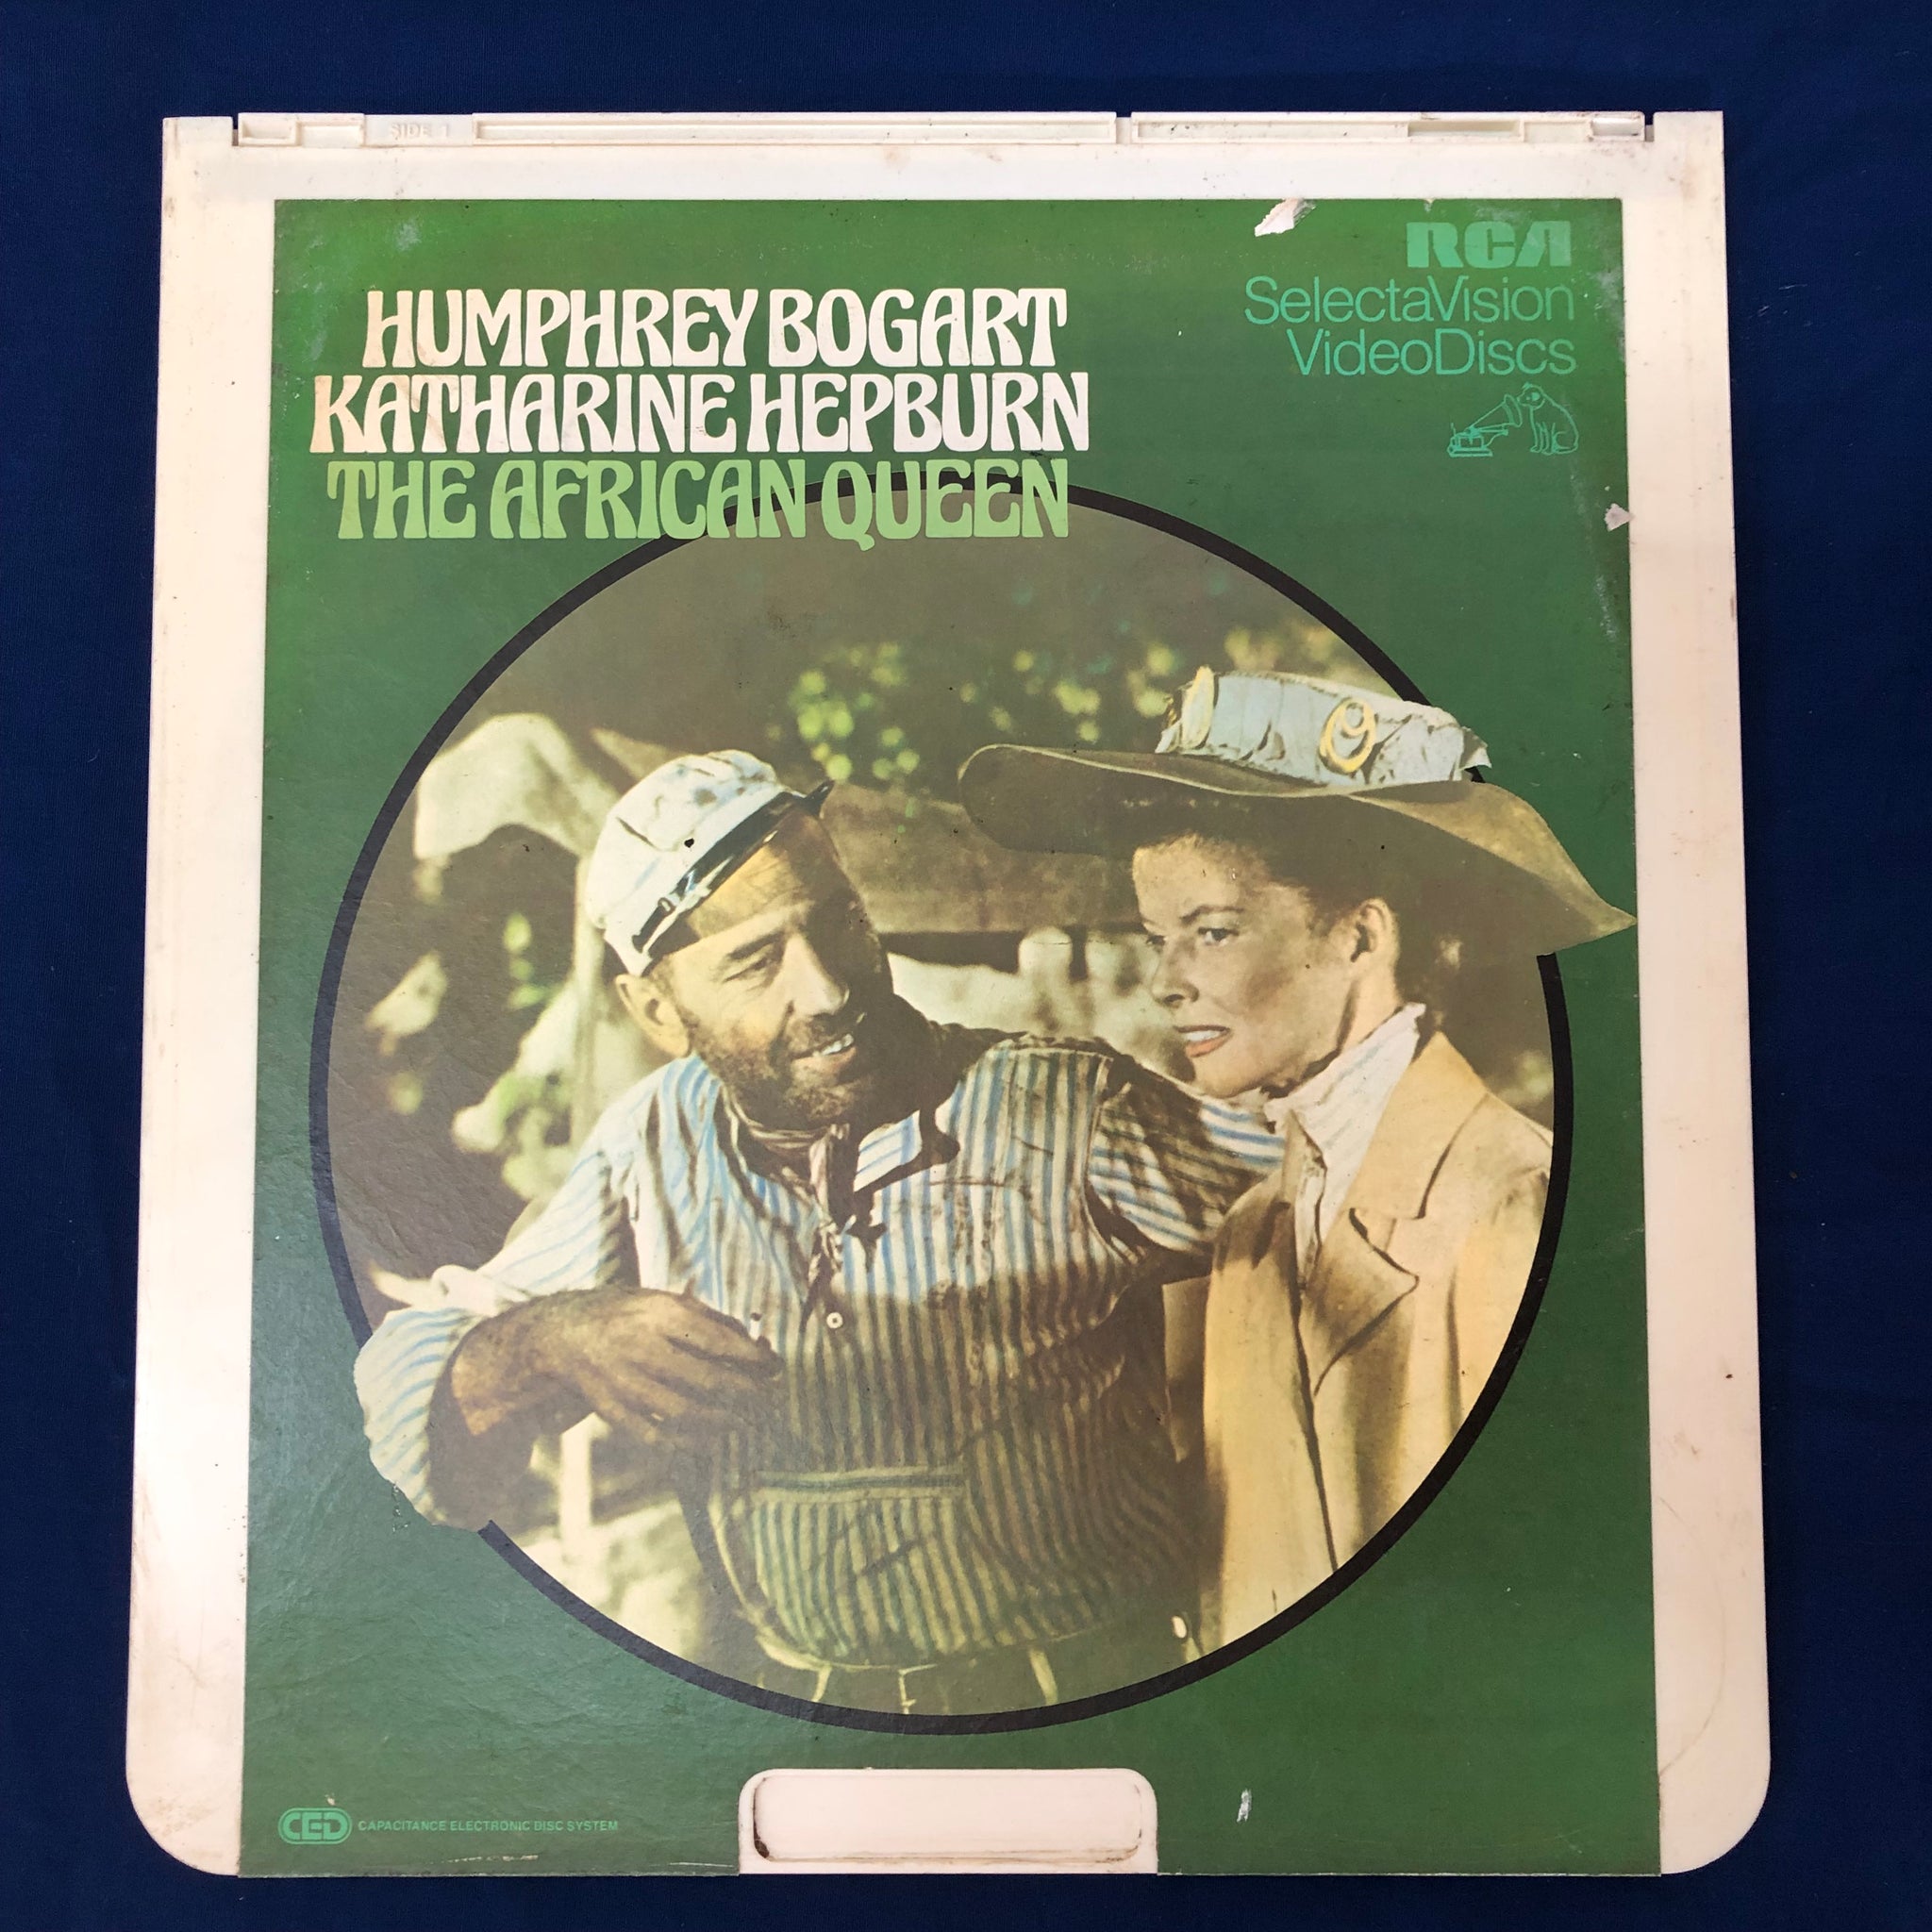 SIDE 1
RCA
SelectaVision
VideoDiscs
HUMPHREY BOGART
KATHARINE HEPBURN
THE AFRICAN QUEEN
CED CAPACITANCE ELECTRONIC DISC SYSTEM